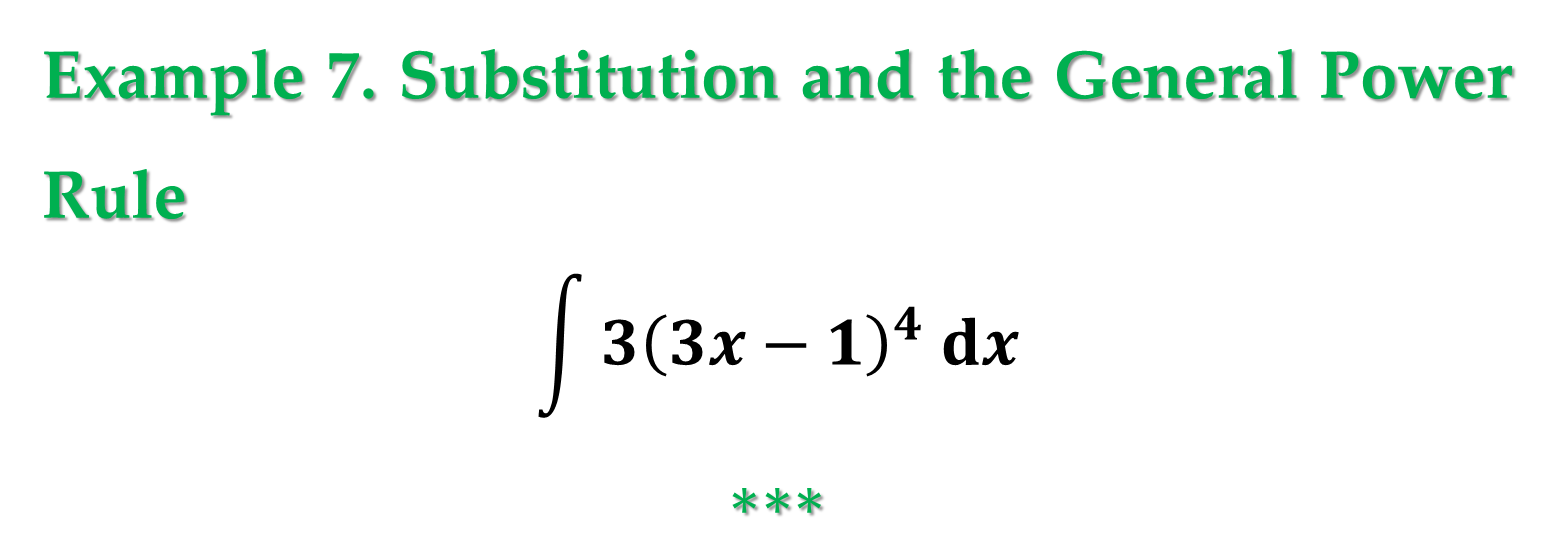 Example 7. Substitution and the General Power
Rule
∫ 3(3x − 1)⁴ dx
***